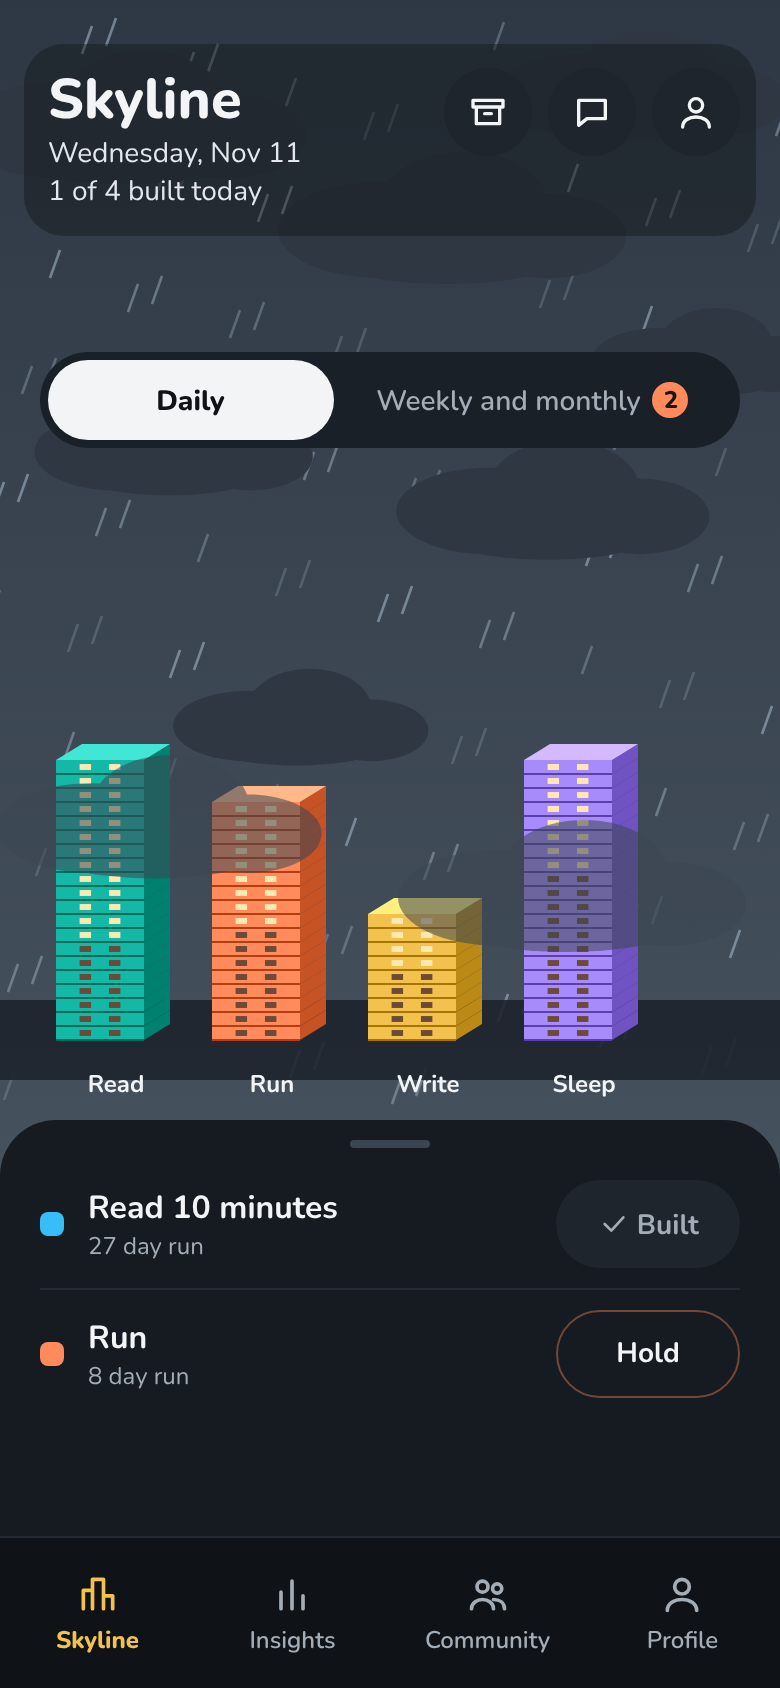 Skyline
Wednesday, Nov 11
1 of 4 built today
Daily
Weekly and monthly 2
Read
Run
Write
Sleep
Read 10 minutes
27 day run
Built
Run
8 day run
Hold
Skyline
Insights
Community
Profile